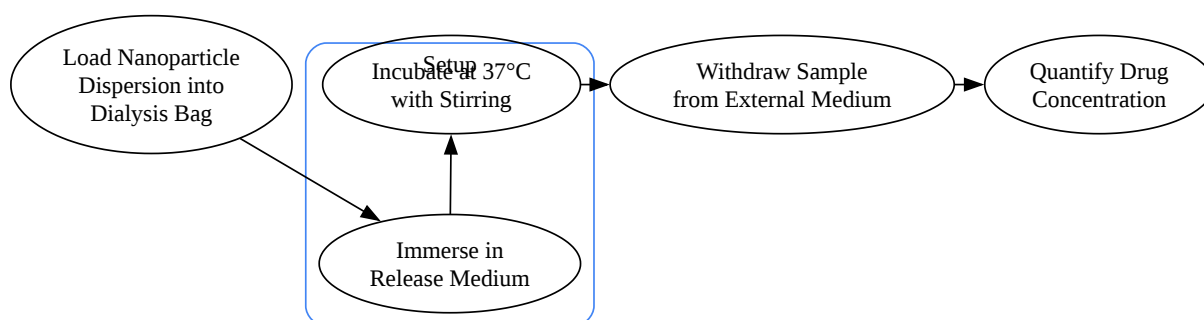 Load Nanoparticle
Dispersion into
Dialysis Bag
Setup
Incubate at 37°C
with Stirring
Immerse in
Release Medium
Withdraw Sample
from External Medium
Quantify Drug
Concentration